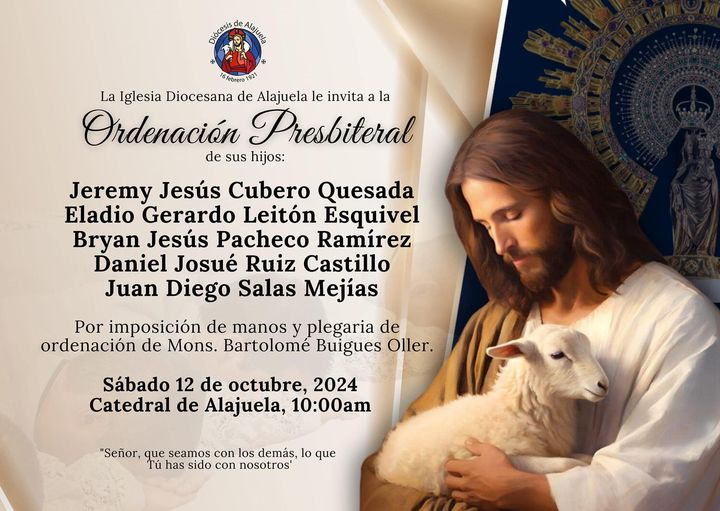 Diócesis de Alajuela
16 febrero 1921
La Iglesia Diocesana de Alajuela le invita a la
Ordenación Presbiteral
de sus hijos:
Jeremy Jesús Cubero Quesada
Eladio Gerardo Leitón Esquivel
Bryan Jesús Pacheco Ramírez
Daniel Josué Ruiz Castillo
Juan Diego Salas Mejías
Por imposición de manos y plegaria de
ordenación de Mons. Bartolomé Buigues Oller.
Sábado 12 de octubre, 2024
Catedral de Alajuela, 10:00am
"Señor, que seamos con los demás, lo que
Tú has sido con nosotros'